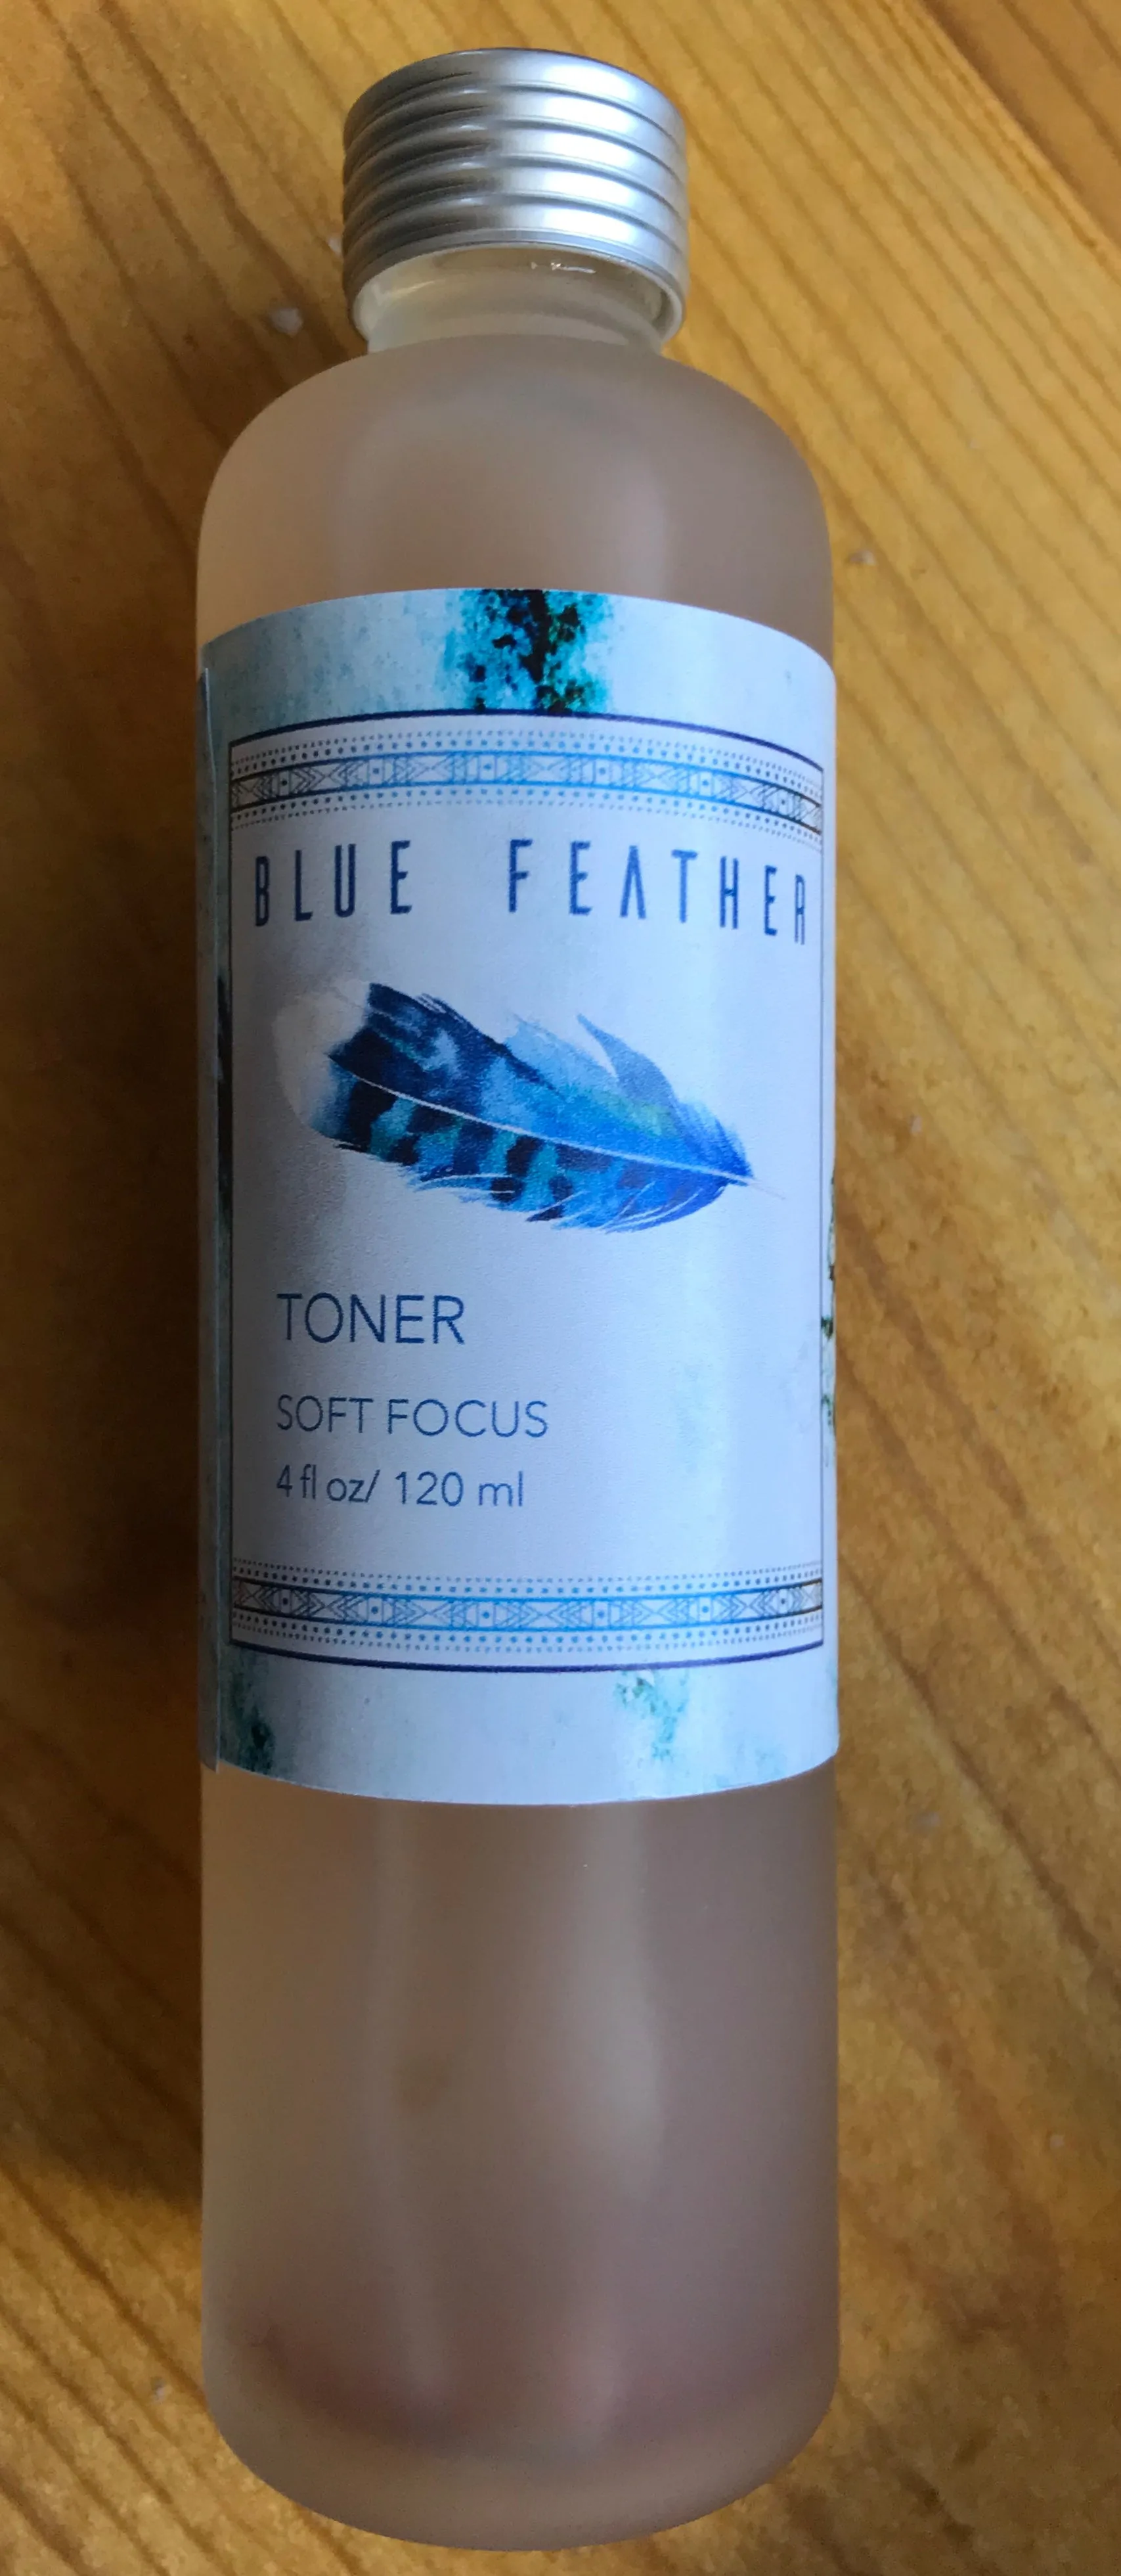 BLUE FEATHER
TONER
SOFT FOCUS
4 fl oz/ 120 ml